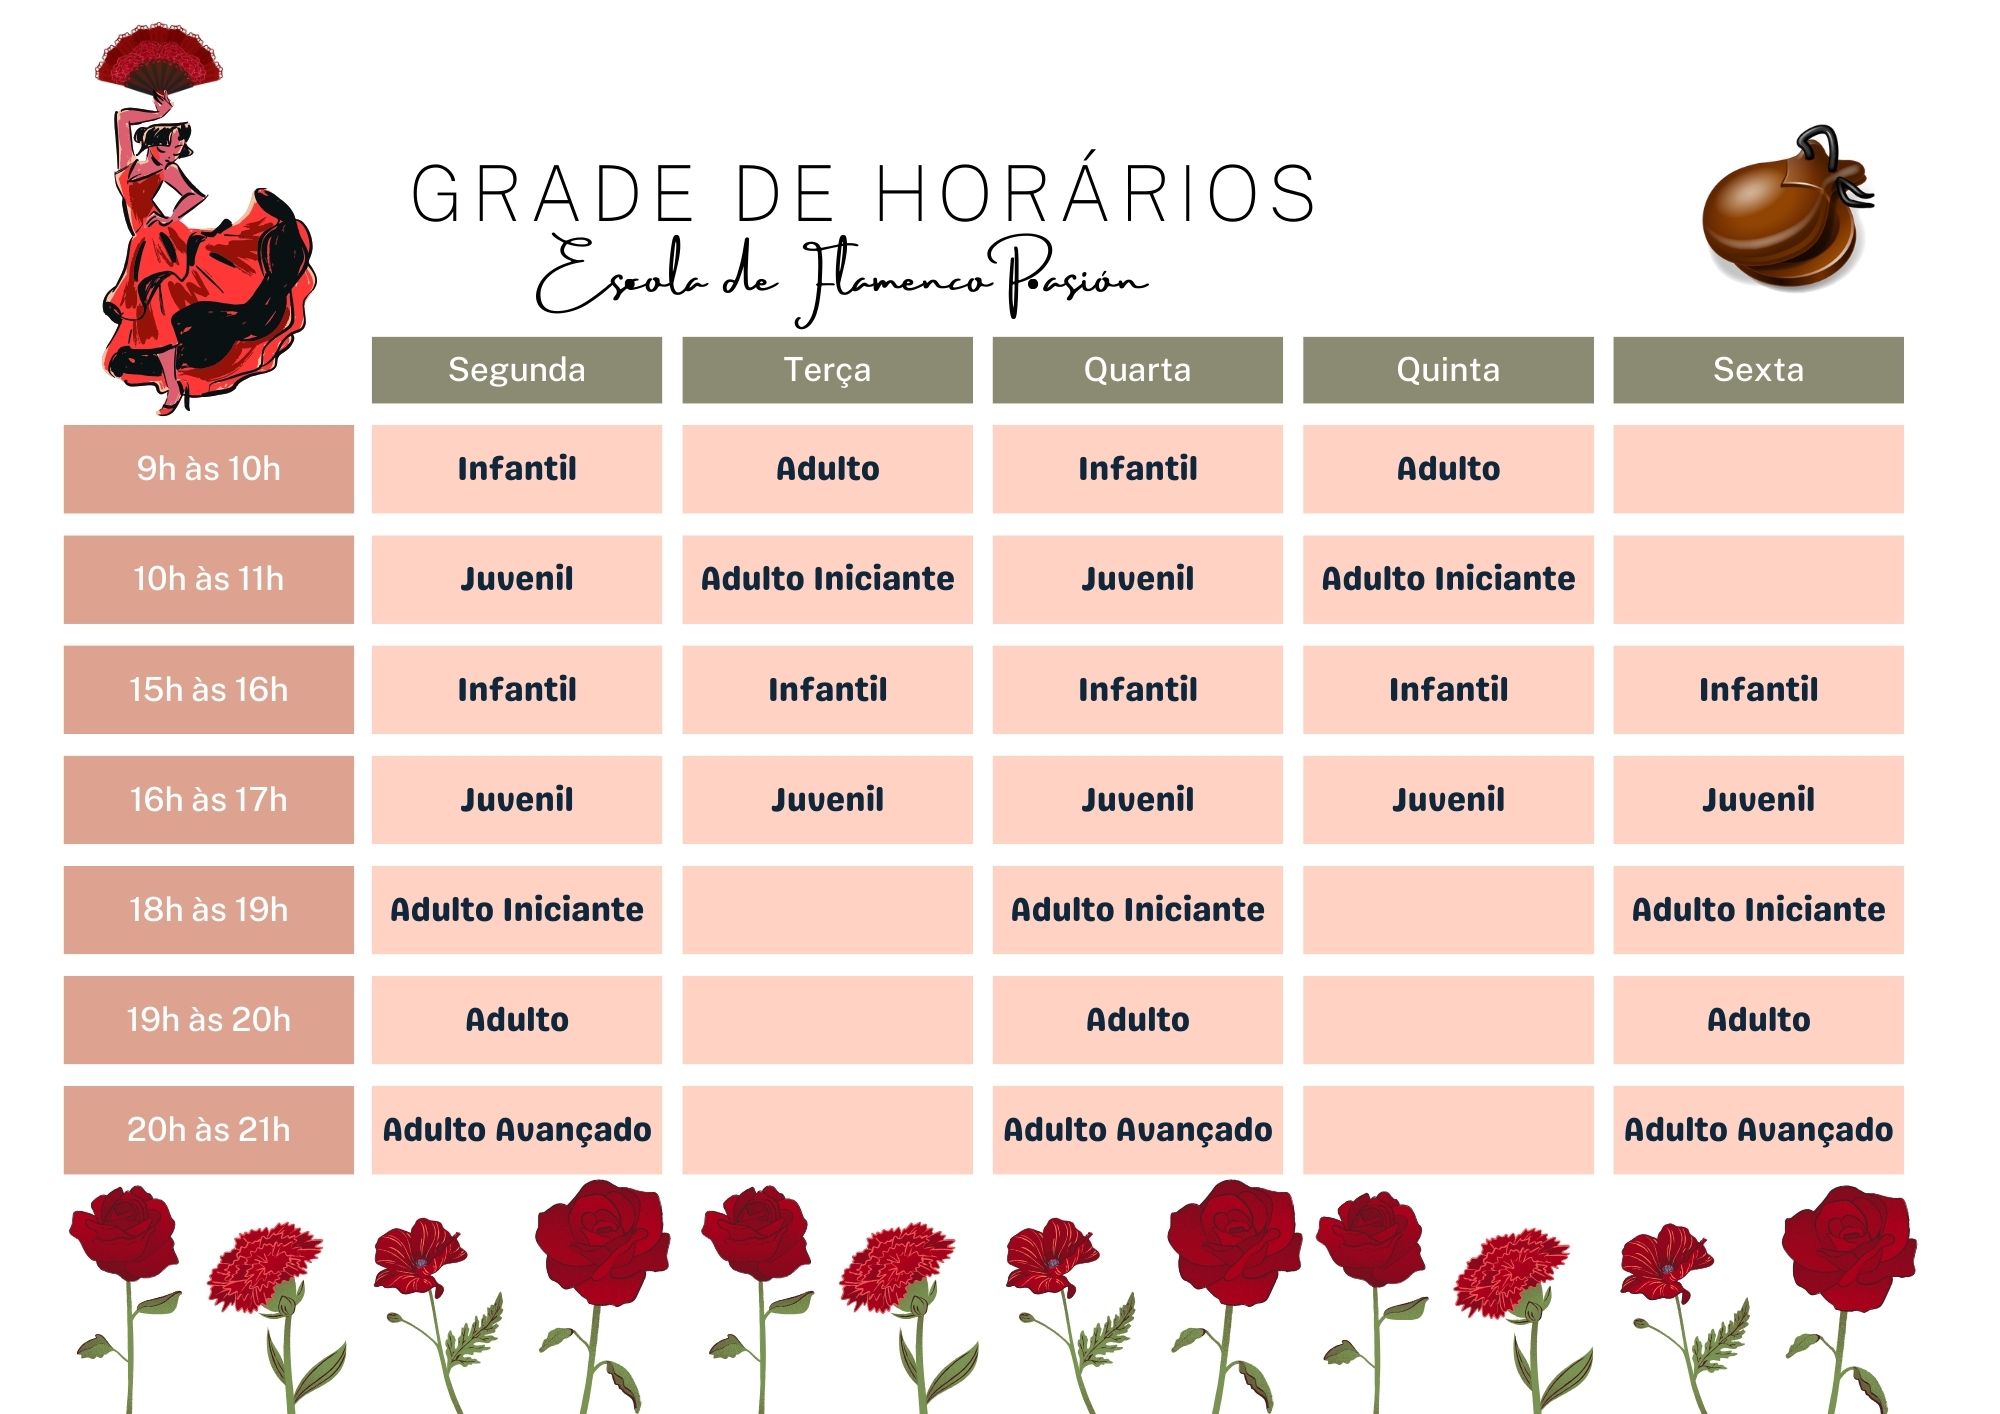 GRADE DE HORÁRIOS
Escola de Flamenco Pasión
Segunda Terça Quarta Quinta Sexta
9h às 10h Infantil Adulto Infantil Adulto
10h às 11h Juvenil Adulto Iniciante Juvenil Adulto Iniciante
15h às 16h Infantil Infantil Infantil Infantil Infantil
16h às 17h Juvenil Juvenil Juvenil Juvenil Juvenil
18h às 19h Adulto Iniciante Adulto Iniciante Adulto Iniciante
19h às 20h Adulto Adulto Adulto
20h às 21h Adulto Avançado Adulto Avançado Adulto Avançado